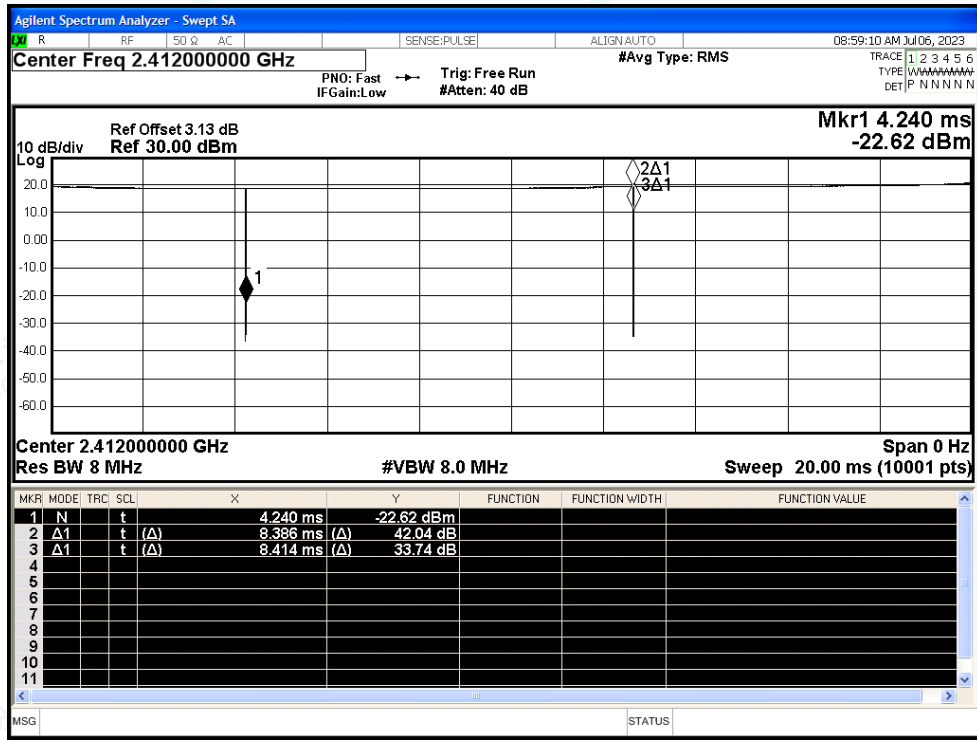 Agilent Spectrum Analyzer - Swept SA
LXI R RF 50 Ω AC SENSE:PULSE ALIGN AUTO 08:59:10 AM Jul 06, 2023
Center Freq 2.412000000 GHz #Avg Type: RMS TRACE 1 2 3 4 5 6
PNO: Fast Trig: Free Run TYPE
IFGain:Low #Atten: 40 dB DET P N N N N N
Mkr1 4.240 ms
Ref Offset 3.13 dB
10 dB/div Ref 30.00 dBm -22.62 dBm
Log
2Δ1
20.0 3Δ1
10.0
0.00
-10.0
1
-20.0
-30.0
-40.0
-50.0
-60.0
Center 2.412000000 GHz Span 0 Hz
Res BW 8 MHz #VBW 8.0 MHz Sweep 20.00 ms (10001 pts)
MKR MODE TRC SCL X Y FUNCTION FUNCTION WIDTH FUNCTION VALUE
1 N t 4.240 ms -22.62 dBm
2 Δ1 t (Δ) 8.386 ms (Δ) 42.04 dB
3 Δ1 t (Δ) 8.414 ms (Δ) 33.74 dB
4
5
6
7
8
9
10
11
MSG STATUS